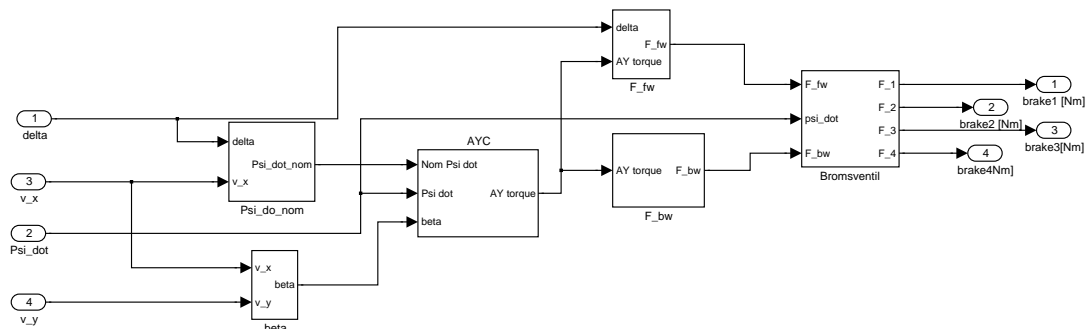 delta
F_fw
AY torque
F_fw
1
delta
delta
Psi_dot_nom
v_x
Psi_do_nom
3
v_x
2
Psi_dot
v_x
beta
v_y
beta
4
v_y
AYC
Nom Psi dot
Psi dot
AY torque
beta
AY torque
F_bw
F_bw
F_fw
F_1
F_2
psi_dot
F_3
F_bw
F_4
Bromsventil
1
brake1 [Nm]
2
brake2 [Nm]
3
brake3[Nm]
4
brake4Nm]